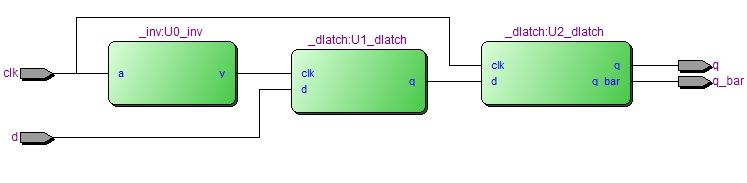 _inv:U0_inv
_dlatch:U1_dlatch
_dlatch:U2_dlatch
clk
a
y
clk
d
q
clk
d
q
q_bar
q
q_bar
d